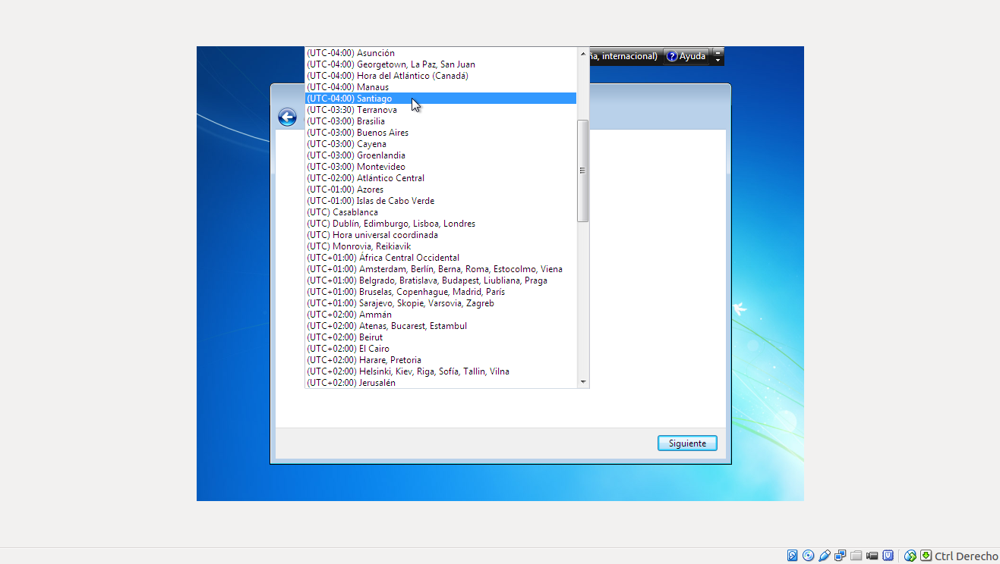 (UTC-04:00) Asunción
internacional)
Ayuda
(UTC-04:00) Georgetown, La Paz, San Juan
(UTC-04:00) Hora del Atlántico (Canadá)
(UTC-04:00) Manaus
(UTC-04:00) Santiago
(UTC-03:30) Terranova
(UTC-03:00) Brasilia
(UTC-03:00) Buenos Aires
(UTC-03:00) Cayena
(UTC-03:00) Groenlandia
(UTC-03:00) Montevideo
(UTC-02:00) Atlántico Central
(UTC-01:00) Azores
(UTC-01:00) Islas de Cabo Verde
(UTC) Casablanca
(UTC) Dublín, Edimburgo, Lisboa, Londres
(UTC) Hora universal coordinada
(UTC) Monrovia, Reikiavik
(UTC+01:00) África Central Occidental
(UTC+01:00) Amsterdam, Berlín, Berna, Roma, Estocolmo, Viena
(UTC+01:00) Belgrado, Bratislava, Budapest, Liubliana, Praga
(UTC+01:00) Bruselas, Copenhague, Madrid, París
(UTC+01:00) Sarajevo, Skopie, Varsovia, Zagreb
(UTC+02:00) Ammán
(UTC+02:00) Atenas, Bucarest, Estambul
(UTC+02:00) Beirut
(UTC+02:00) El Cairo
(UTC+02:00) Harare, Pretoria
(UTC+02:00) Helsinki, Kiev, Riga, Sofía, Tallin, Vilna
(UTC+02:00) Jerusalén
Siguiente
Ctrl Derecho